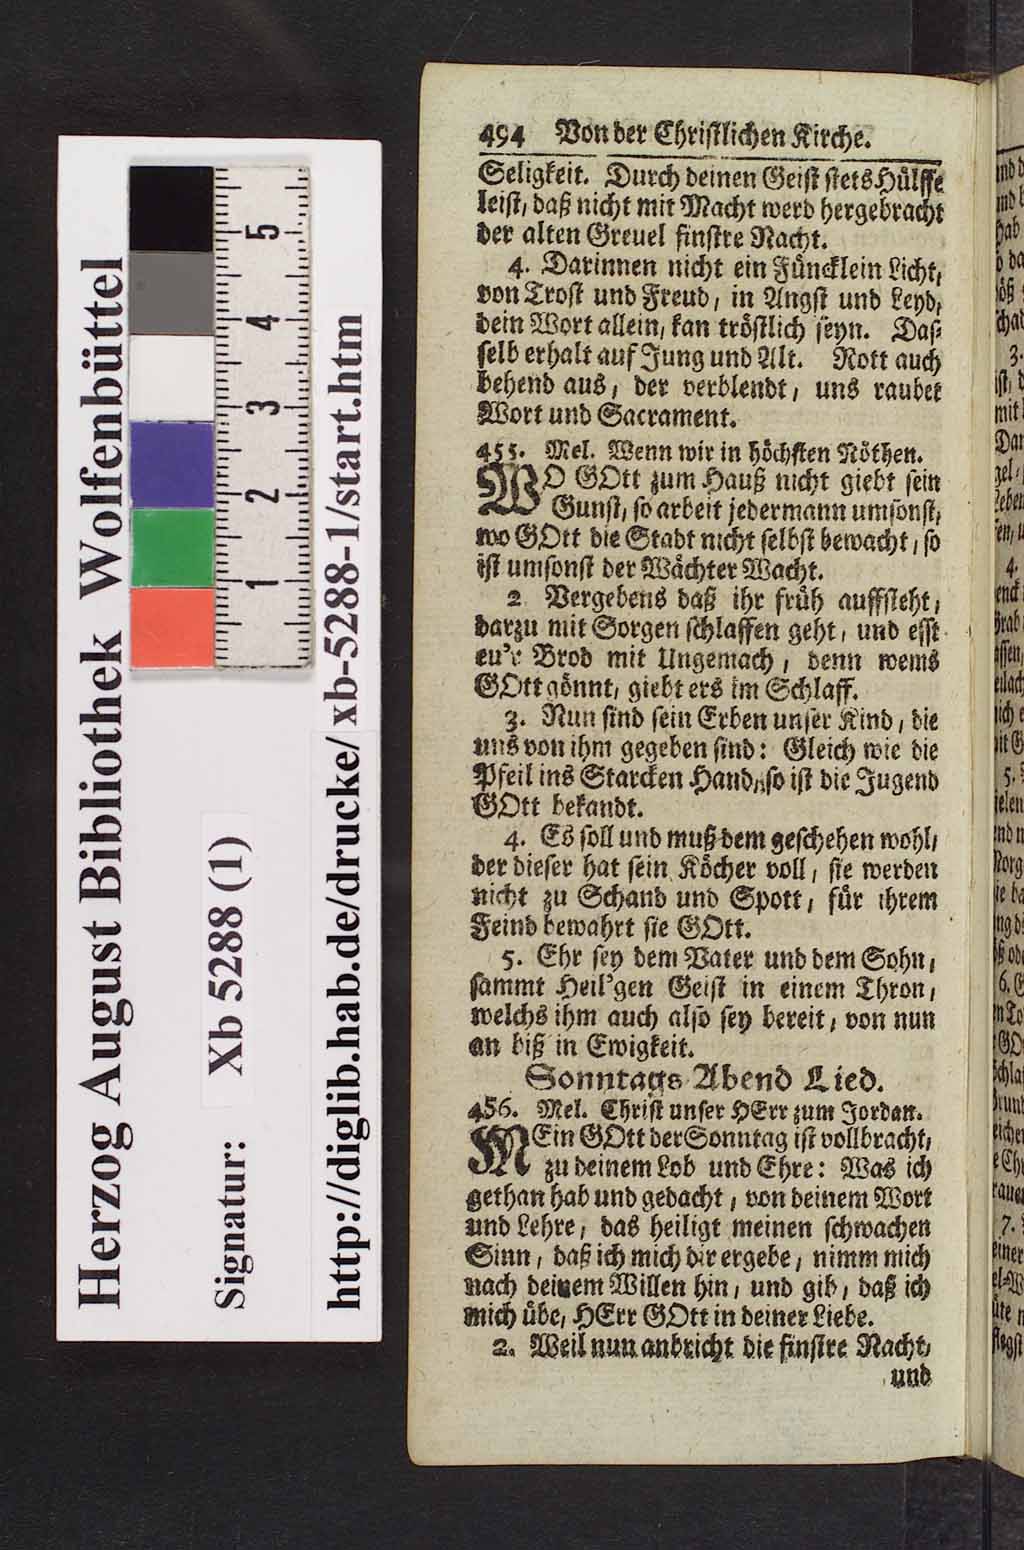 Herzog August Bibliothek Wolfenbüttel
Signatur: Xb 5288 (1)
http://diglib.hab.de/drucke/ xb-5288-1/start.htm
5
4
3
2
1
494 Von der Christlichen Kirche.
Seligkeit. Durch deinen Geist stets Hülffe
leist, daß nicht mit Macht werd hergebracht
der alten Greuel finstre Nacht.
4. Darinnen nicht ein Füncklein Licht,
von Trost und Freud, in Angst und Leyd,
dein Wort allein, kan tröstlich seyn. Das-
selb erhalt auf Jung und Alt. Rott auch
behend aus, der verblendt, uns raubet
Wort und Sacrament.
455. Mel. Wenn wir in höchsten Nöthen.
WO GOtt zum Hauß nicht giebt sein
Gunst, so arbeit jedermann umsonst,
wo GOtt die Stadt nicht selbst bewacht, so
ist umsonst der Wächter Wacht.
2 Vergebens daß ihr früh auffsteht,
darzu mit Sorgen schlaffen geht, und esst
eu'r Brod mit Ungemach, denn wems
GOtt gönnt, giebt ers im Schlaff.
3. Nun sind sein Erben unser Kind, die
uns von ihm gegeben sind: Gleich wie die
Pfeil ins Starcken Hand, so ist die Jugend
GOtt bekandt.
4. Es soll und muß dem geschehen wohl,
der dieser hat sein Köcher voll, sie werden
nicht zu Schand und Spott, für ihrem
Feind bewahrt sie GOtt.
5. Ehr sey dem Vater und dem Sohn,
sammt Heil'gen Geist in einem Thron,
welchs ihm auch also sey bereit, von nun
an biß in Ewigkeit.
Sonntags Abend Lied.
456. Mel. Christ unser HErr zum Jordan.
MEin GOtt der Sonntag ist vollbracht,
zu deinem Lob und Ehre: Was ich
gethan hab und gedacht, von deinem Wort
und Lehre, das heiligt meinen schwachen
Sinn, daß ich mich dir ergebe, nimm mich
nach deinem Willen hin, und gib, daß ich
mich übe, HErr GOtt in deiner Liebe.
2. Weil nun anbricht die finstre Nacht,
und